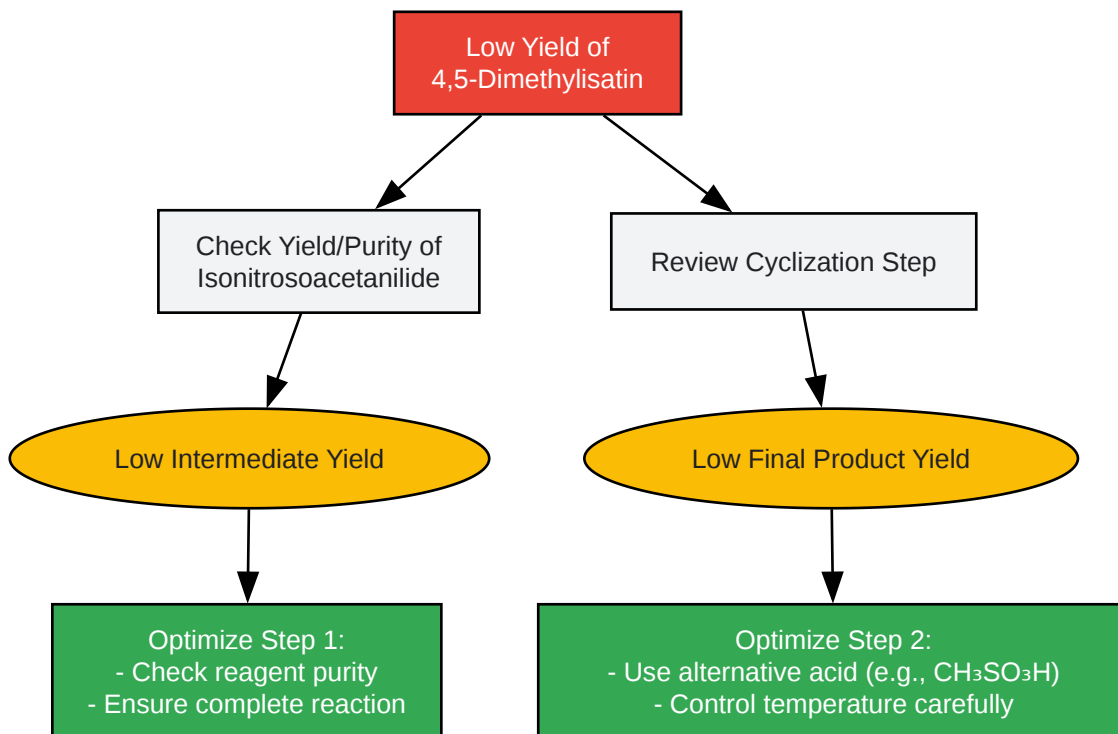 Low Yield of
4,5-Dimethylisatin
Check Yield/Purity of
Isonitrosoacetanilide
Review Cyclization Step
Low Intermediate Yield
Low Final Product Yield
Optimize Step 1:
- Check reagent purity
- Ensure complete reaction
Optimize Step 2:
- Use alternative acid (e.g., CH₃SO₃H)
- Control temperature carefully